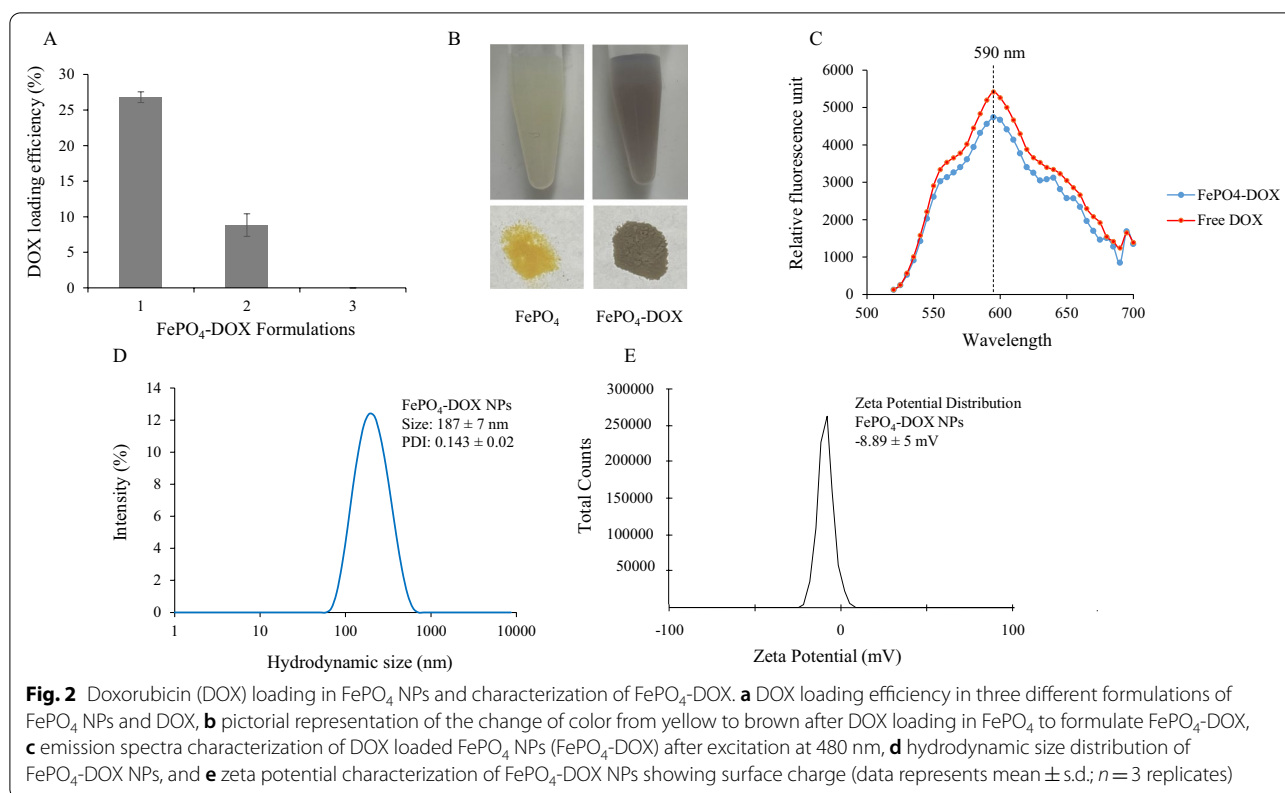 A
DOX loading efficiency (%)
30
25
20
15
10
5
0
1 2 3
FePO4-DOX Formulations
B
FePO4 FePO4-DOX
C
590 nm
Relative fluorescence unit
6000
5000
4000
3000
2000
1000
0
500 550 600 650 700
Wavelength
FePO4-DOX
Free DOX
D
Intensity (%)
14
12
10
8
6
4
2
0
1 10 100 1000 10000
Hydrodynamic size (nm)
FePO4-DOX NPs
Size: 187 ± 7 nm
PDI: 0.143 ± 0.02
E
Total Counts
300000
250000
200000
150000
100000
50000
-100 0 100
Zeta Potential (mV)
Zeta Potential Distribution
FePO4-DOX NPs
-8.89 ± 5 mV
Fig. 2 Doxorubicin (DOX) loading in FePO4 NPs and characterization of FePO4-DOX. a DOX loading efficiency in three different formulations of
FePO4 NPs and DOX, b pictorial representation of the change of color from yellow to brown after DOX loading in FePO4 to formulate FePO4-DOX,
c emission spectra characterization of DOX loaded FePO4 NPs (FePO4-DOX) after excitation at 480 nm, d hydrodynamic size distribution of
FePO4-DOX NPs, and e zeta potential characterization of FePO4-DOX NPs showing surface charge (data represents mean ± s.d.; n = 3 replicates)